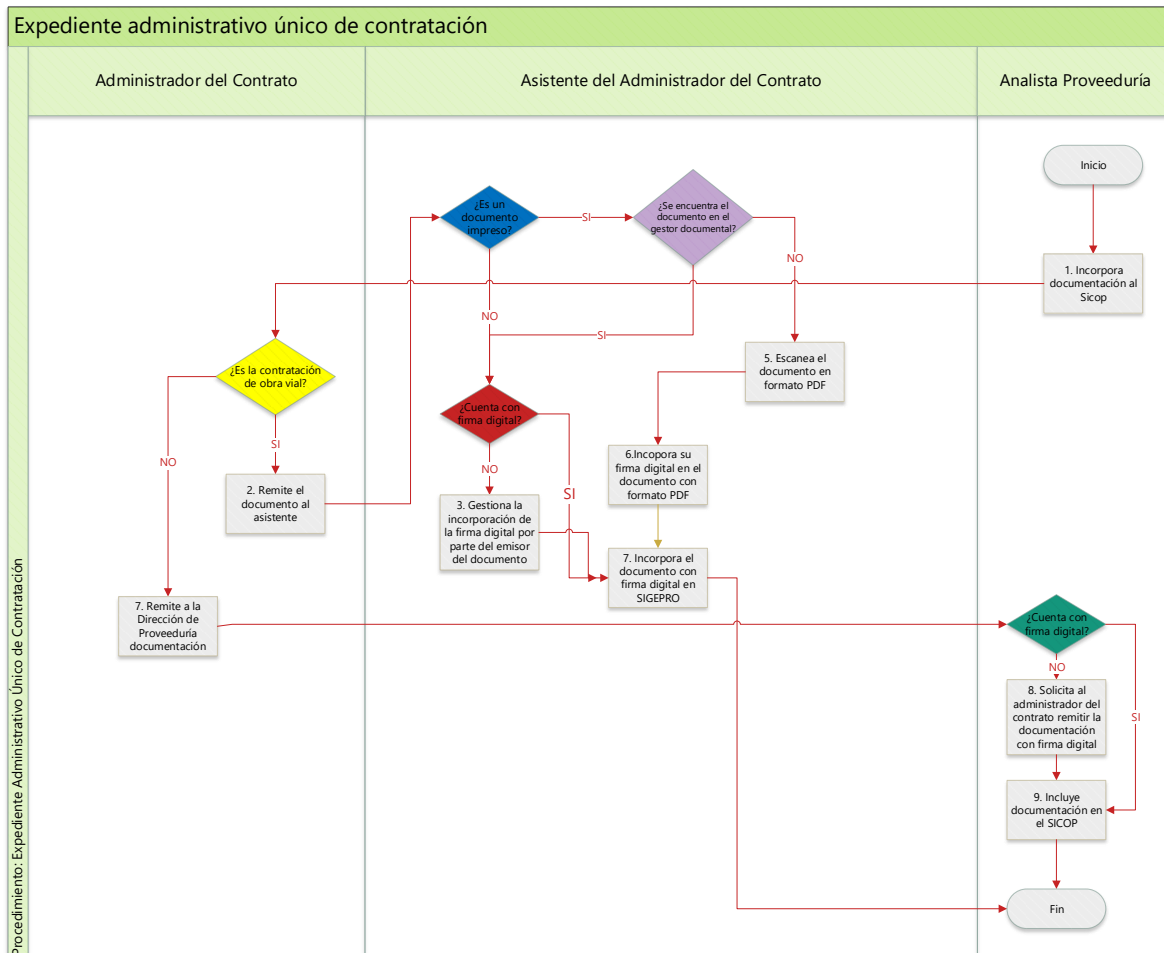 Expediente administrativo único de contratación
Procedimiento: Expediente Administrativo Único de Contratación
Administrador del Contrato
Asistente del Administrador del Contrato
Analista Proveeduría
Inicio
1. Incorpora
documentación al
Sicop
¿Es la contratación
de obra vial?
NO
SI
2. Remite el
documento al
asistente
7. Remite a la
Dirección de
Proveeduría
documentación
¿Es un
documento
impreso?
SI
NO
¿Se encuentra el
documento en el
gestor documental?
NO
SI
5. Escanea el
documento en
formato PDF
¿Cuenta con
firma digital?
NO
SI
3. Gestiona la
incorporación de
la firma digital por
parte del emisor
del documento
6.Incopora su
firma digital en el
documento con
formato PDF
7. Incorpora el
documento con
firma digital en
SIGEPRO
¿Cuenta con
firma digital?
NO
SI
8. Solicita al
administrador del
contrato remitir la
documentación
con firma digital
9. Incluye
documentación en
el SICOP
Fin